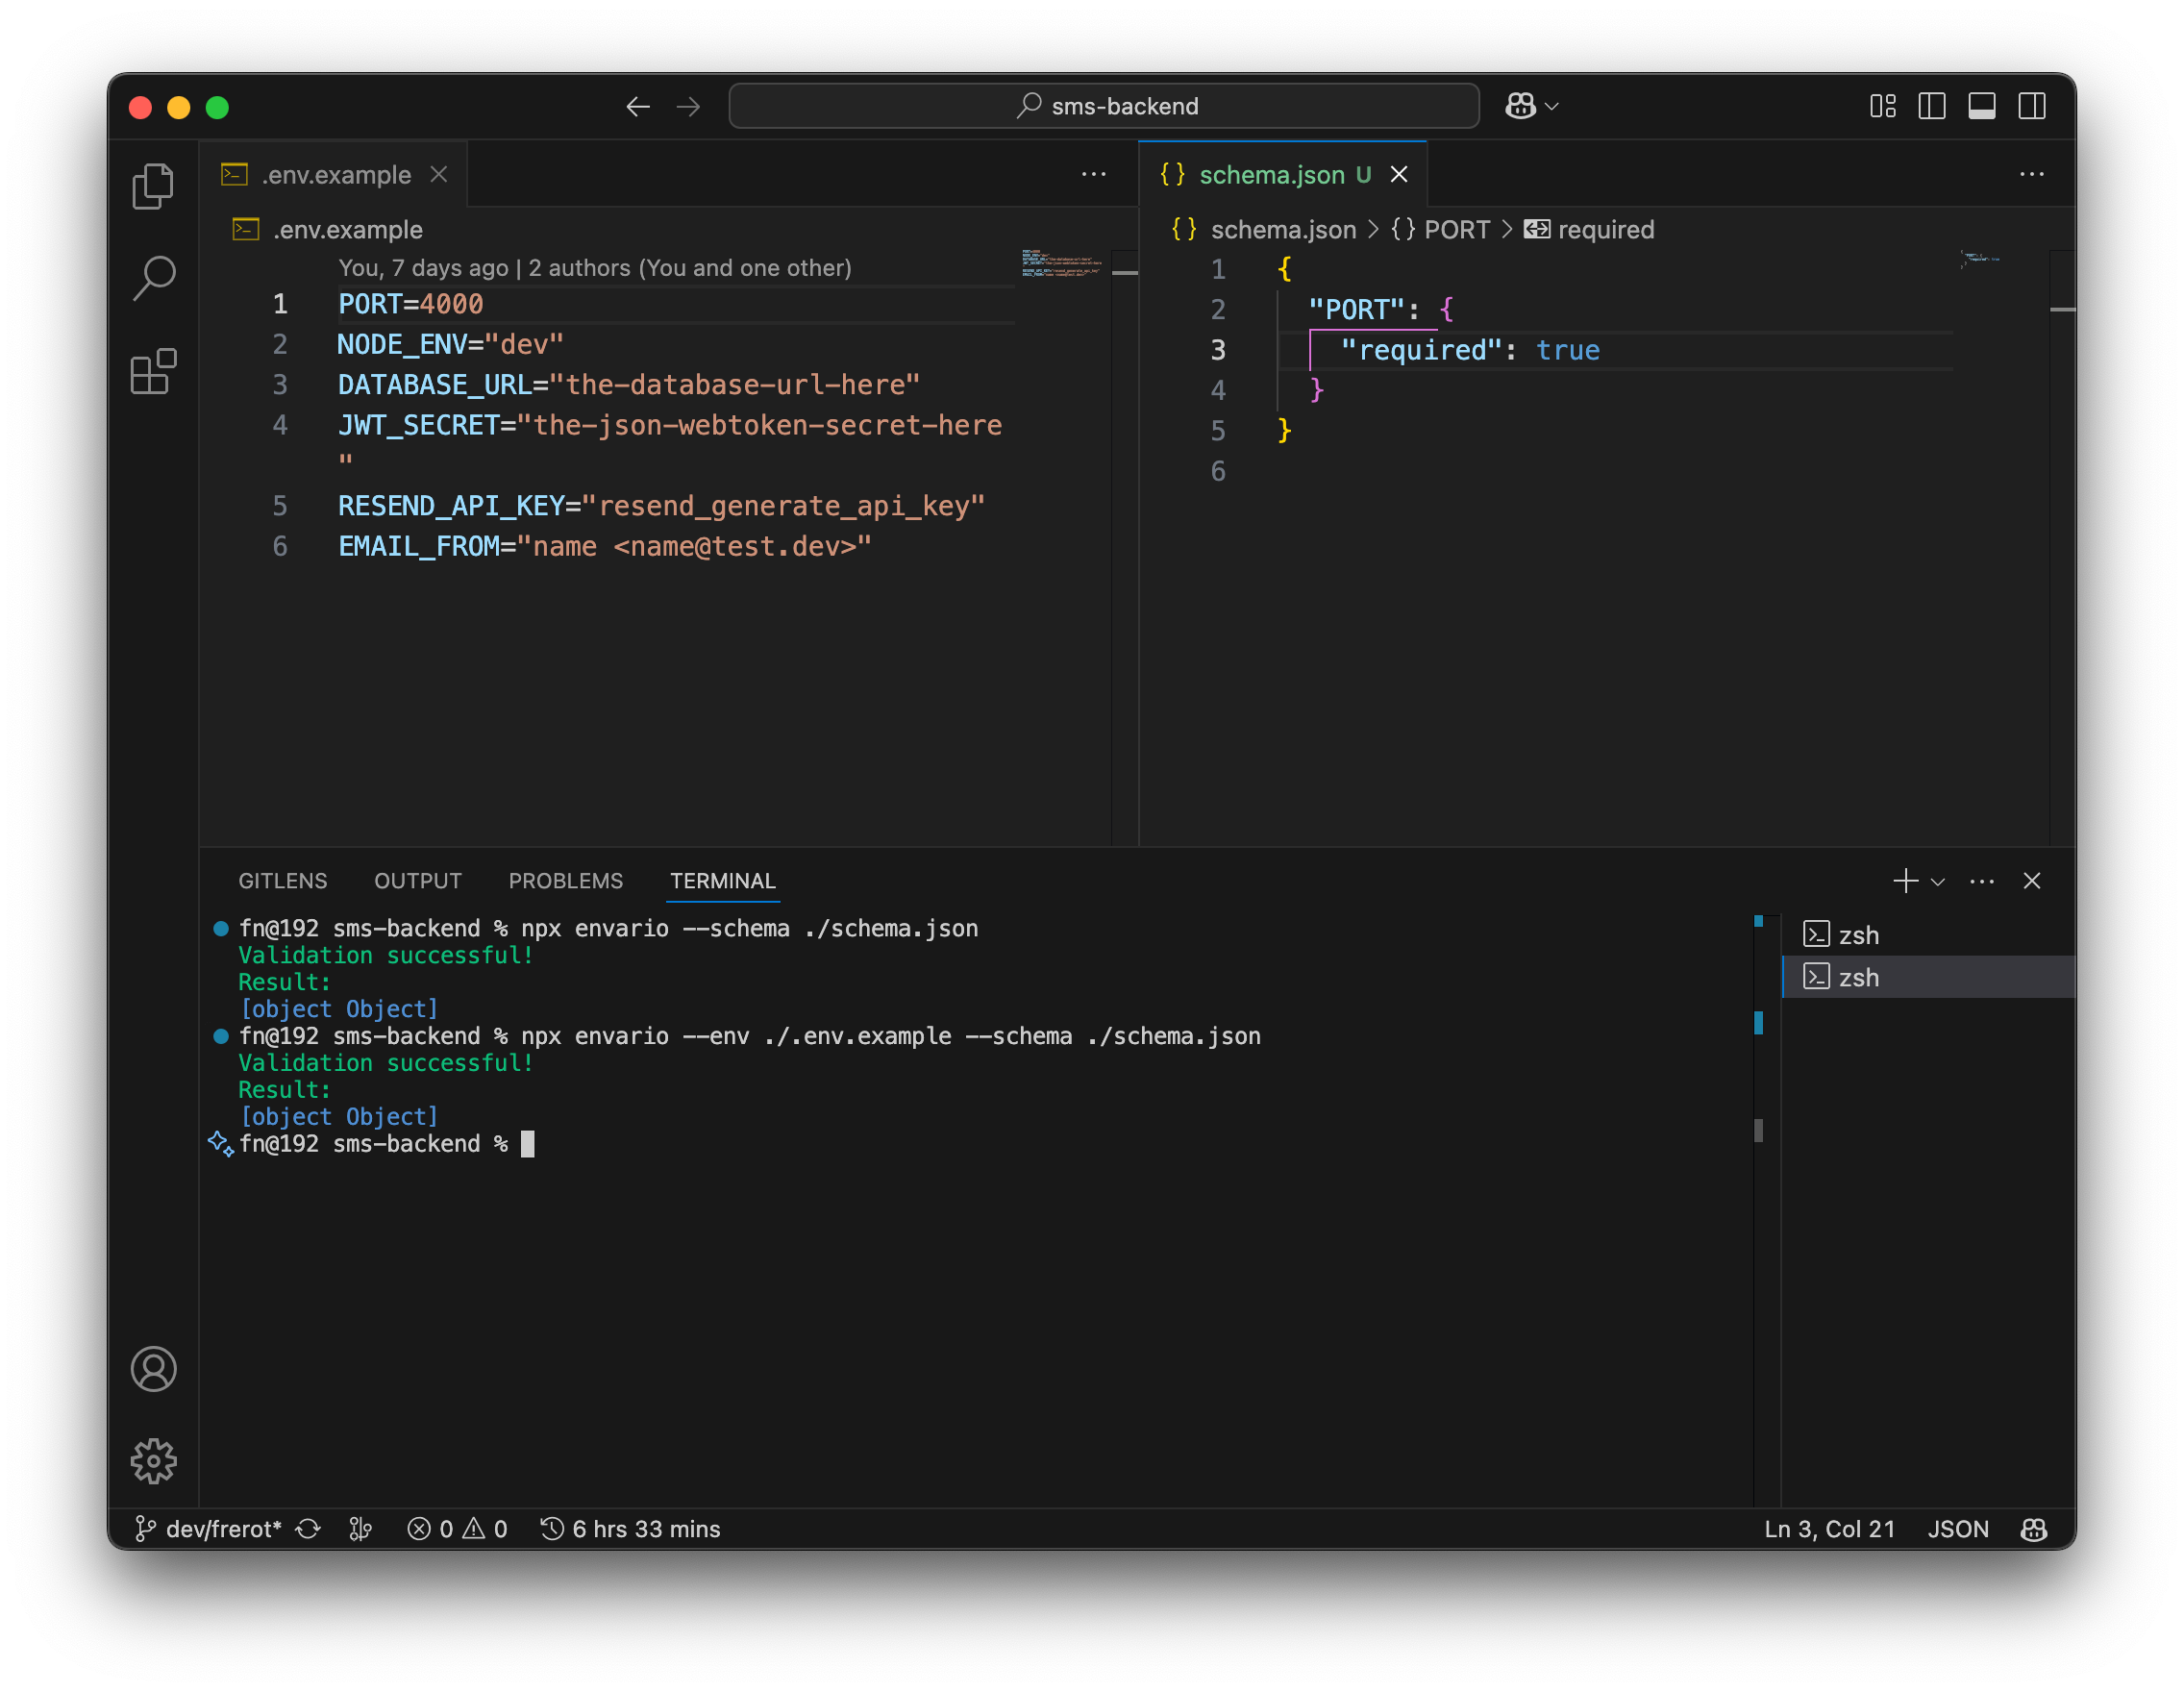 sms-backend
.env.example
.env.example
You, 7 days ago | 2 authors (You and one other)
1 PORT=4000
2 NODE_ENV="dev"
3 DATABASE_URL="the-database-url-here"
4 JWT_SECRET="the-json-webtoken-secret-here
"
5 RESEND_API_KEY="resend_generate_api_key"
6 EMAIL_FROM="name <name@test.dev>"
{} schema.json U
{} schema.json > {} PORT > required
1 {
2 "PORT": {
3 "required": true
4 }
5 }
6
GITLENS OUTPUT PROBLEMS TERMINAL
fn@192 sms-backend % npx envario --schema ./schema.json
Validation successful!
Result:
[object Object]
fn@192 sms-backend % npx envario --env ./.env.example --schema ./schema.json
Validation successful!
Result:
[object Object]
fn@192 sms-backend %
zsh
zsh
dev/frerot* 0 0 6 hrs 33 mins
Ln 3, Col 21 JSON